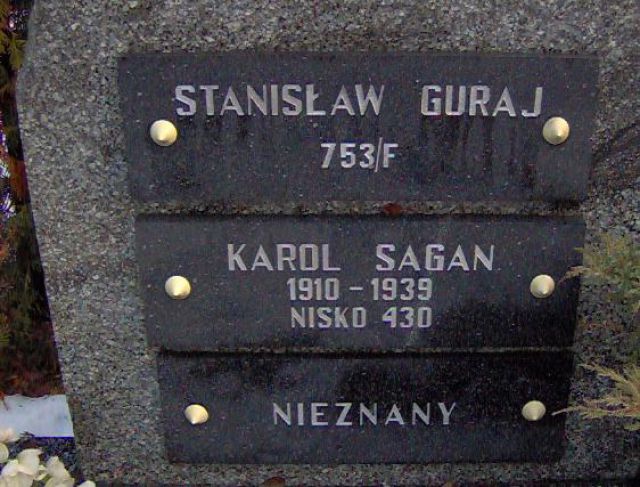 STANISŁAW GURAJ
753/F
KAROL SAGAN
1910 - 1939
NISKO 430
NIEZNANY